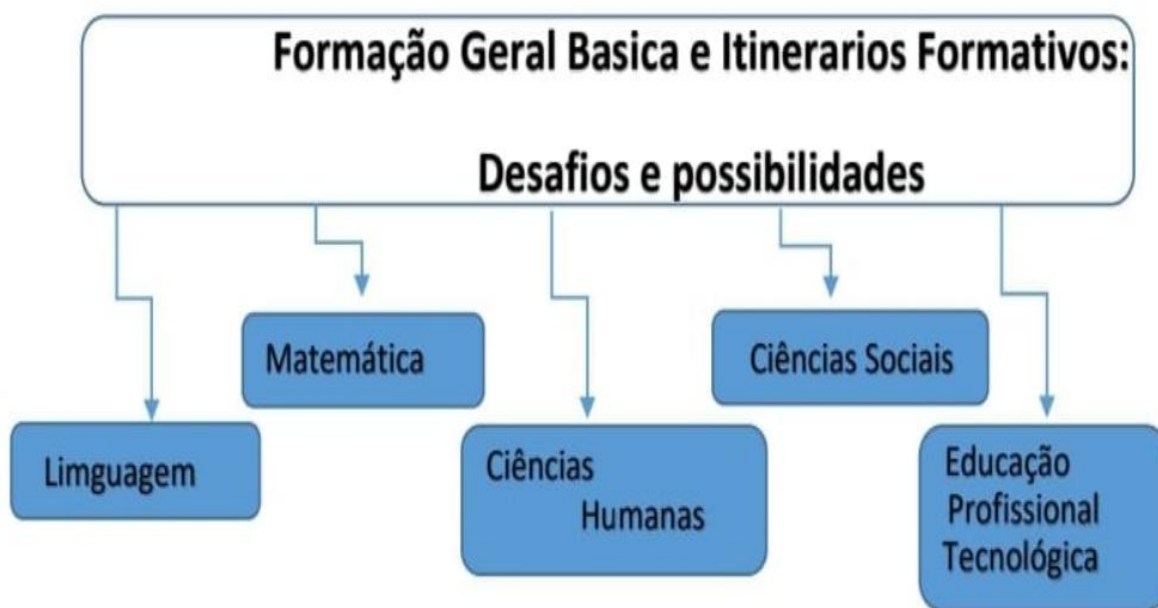 Formação Geral Basica e Itinerarios Formativos:
Desafios e possibilidades
Matemática
Ciências Sociais
Limguagem
Ciências
Humanas
Educação
Profissional
Tecnológica